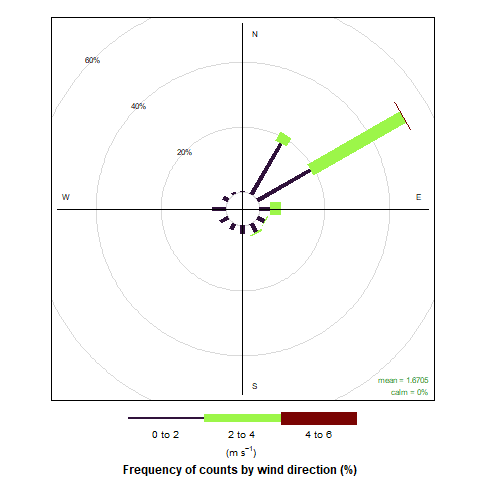 N
60%
40%
20%
W
E
S
mean = 1.6705
calm = 0%
0 to 2
2 to 4
4 to 6
(m s⁻¹)
Frequency of counts by wind direction (%)